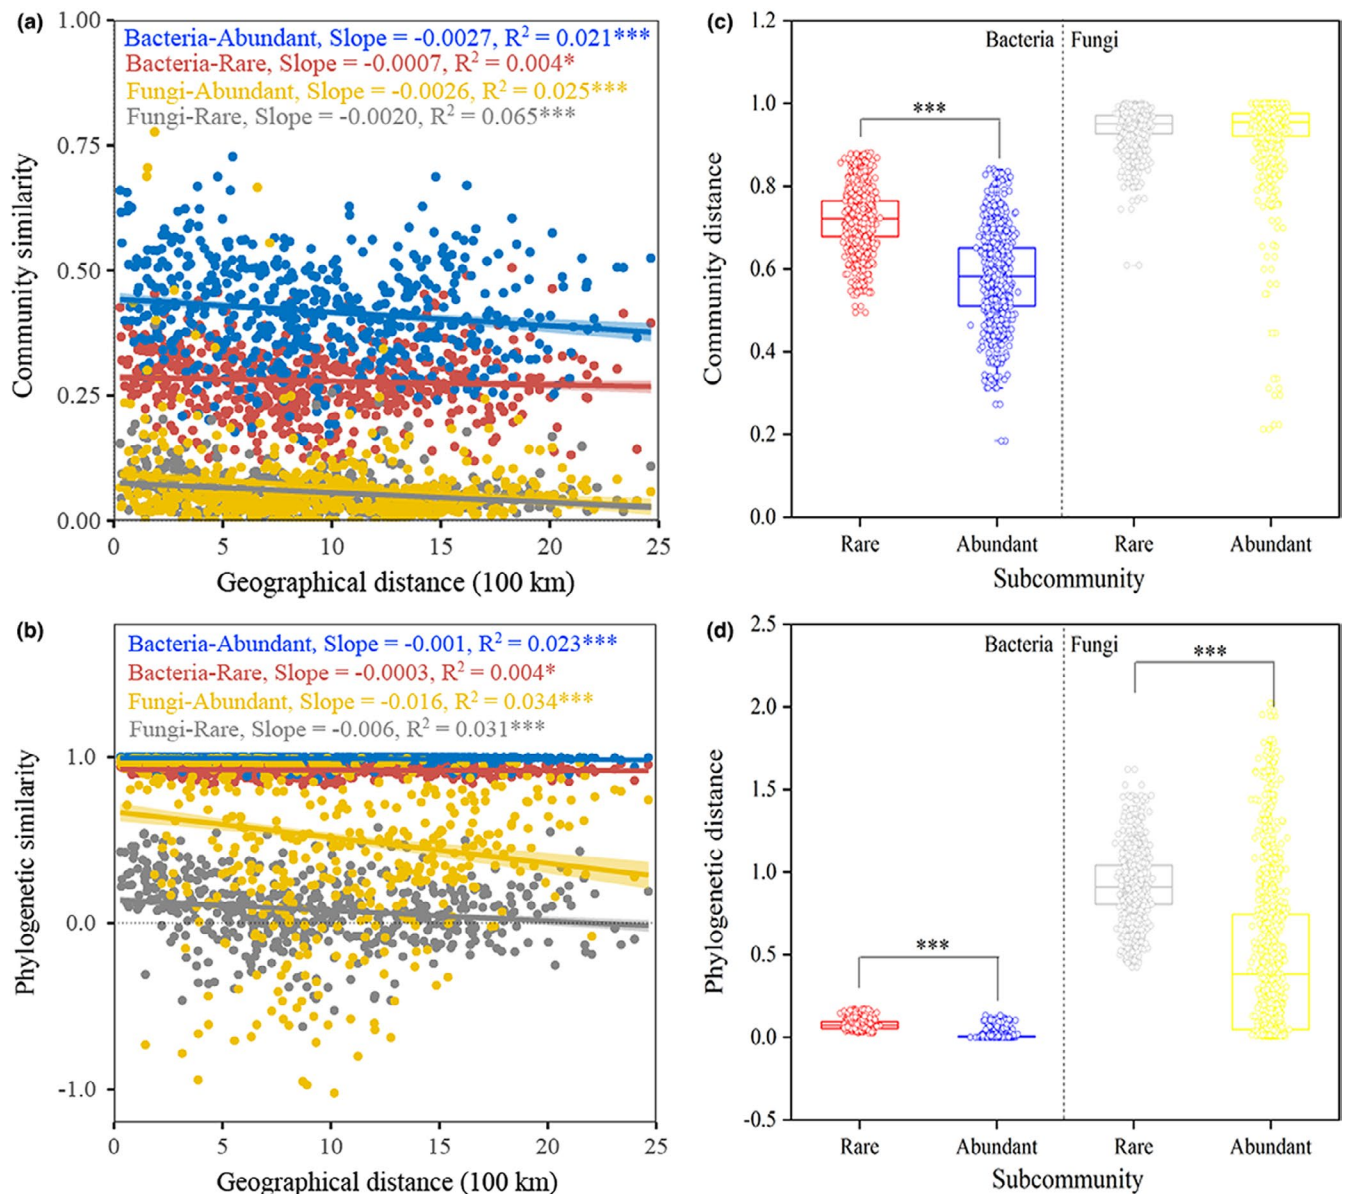 (a)
1.00
Bacteria-Abundant, Slope = -0.0027, R² = 0.021***
Bacteria-Rare, Slope = -0.0007, R² = 0.004*
Fungi-Abundant, Slope = -0.0026, R² = 0.025***
Fungi-Rare, Slope = -0.0020, R² = 0.065***
0.75
0.50
0.25
0.00
Community similarity
0 5 10 15 20 25
Geographical distance (100 km)
(c)
1.2
1.0
0.8
0.6
0.4
0.2
0.0
Community distance
Bacteria Fungi
***
Rare Abundant Rare Abundant
Subcommunity
(b)
Bacteria-Abundant, Slope = -0.001, R² = 0.023***
Bacteria-Rare, Slope = -0.0003, R² = 0.004*
Fungi-Abundant, Slope = -0.016, R² = 0.034***
Fungi-Rare, Slope = -0.006, R² = 0.031***
1.0
0.0
-1.0
Phylogenetic similarity
0 5 10 15 20 25
Geographical distance (100 km)
(d)
2.5
2.0
1.5
1.0
0.5
0.0
-0.5
Phylogenetic distance
Bacteria Fungi
***
***
Rare Abundant Rare Abundant
Subcommunity